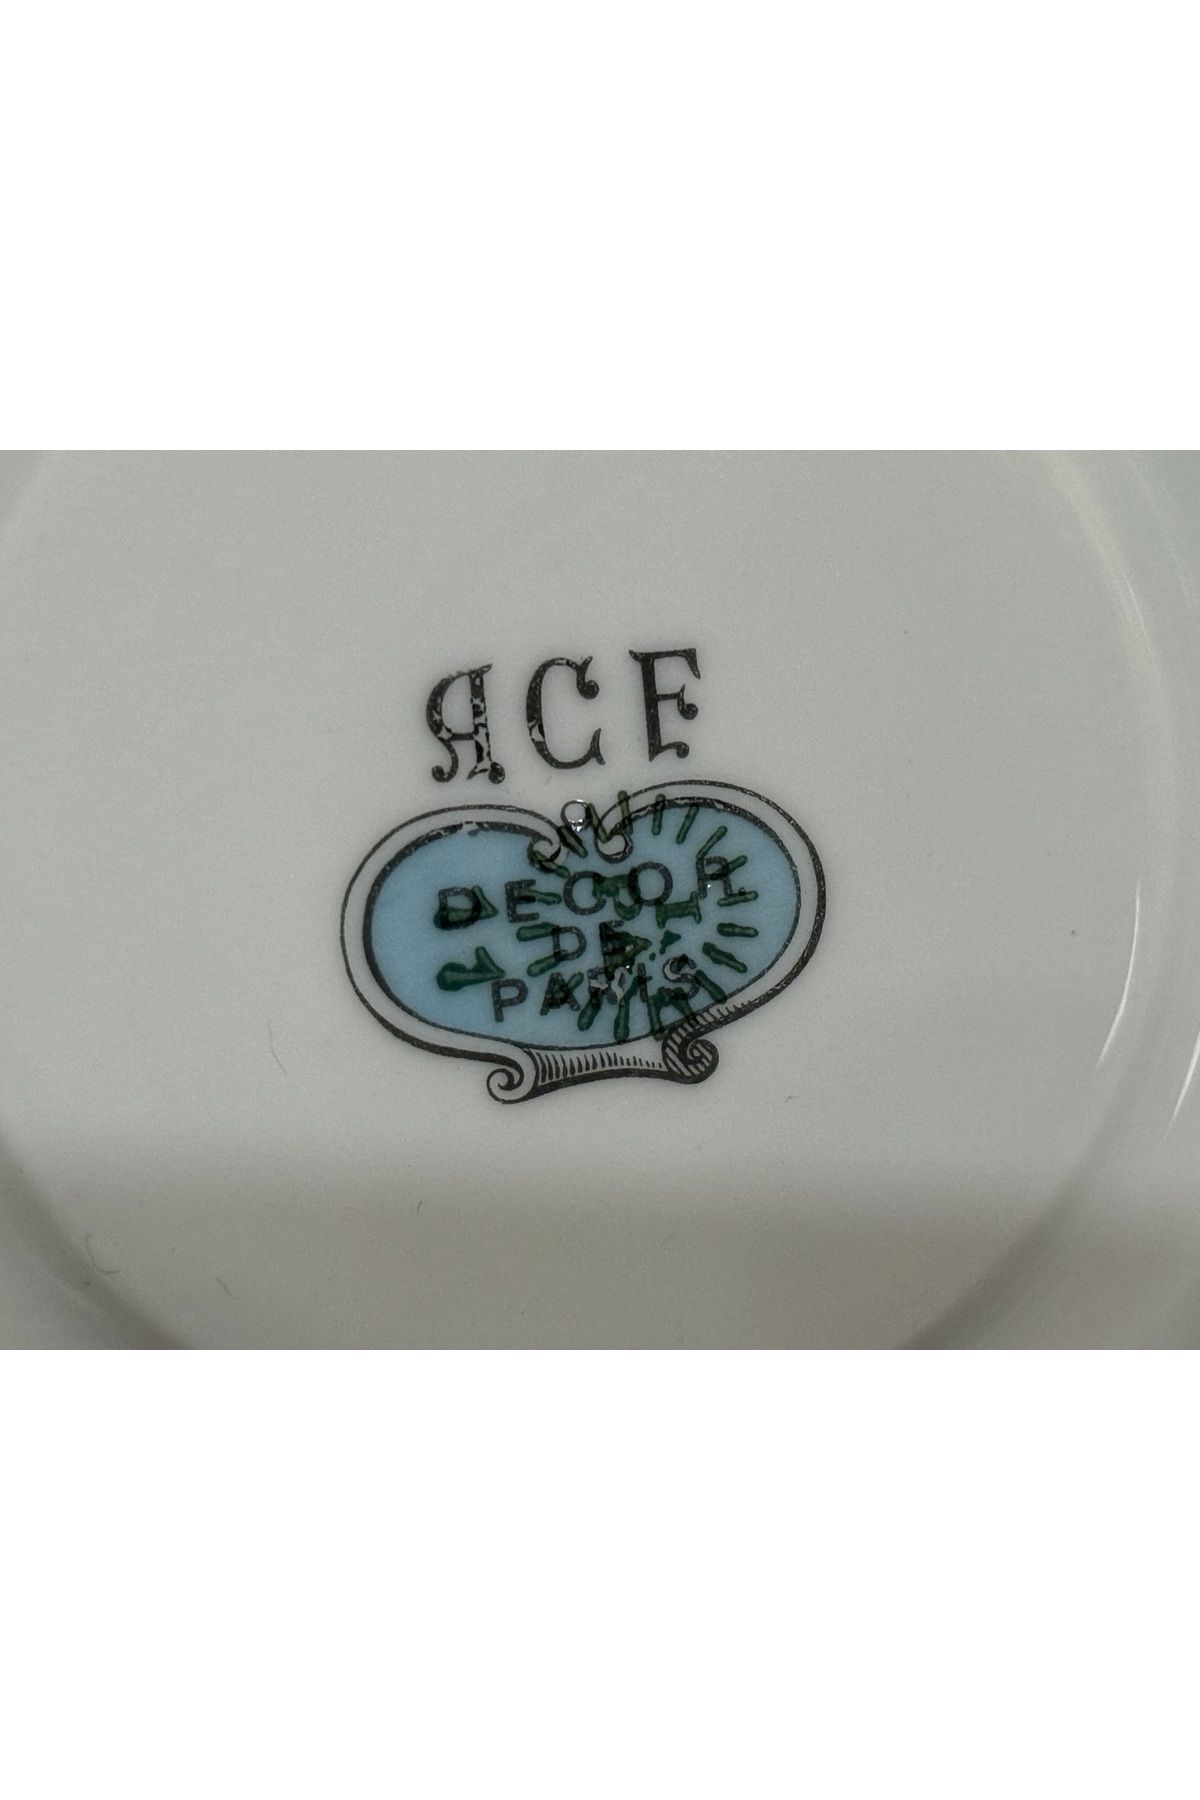 ЯCF
DECOR
DE
PARIS